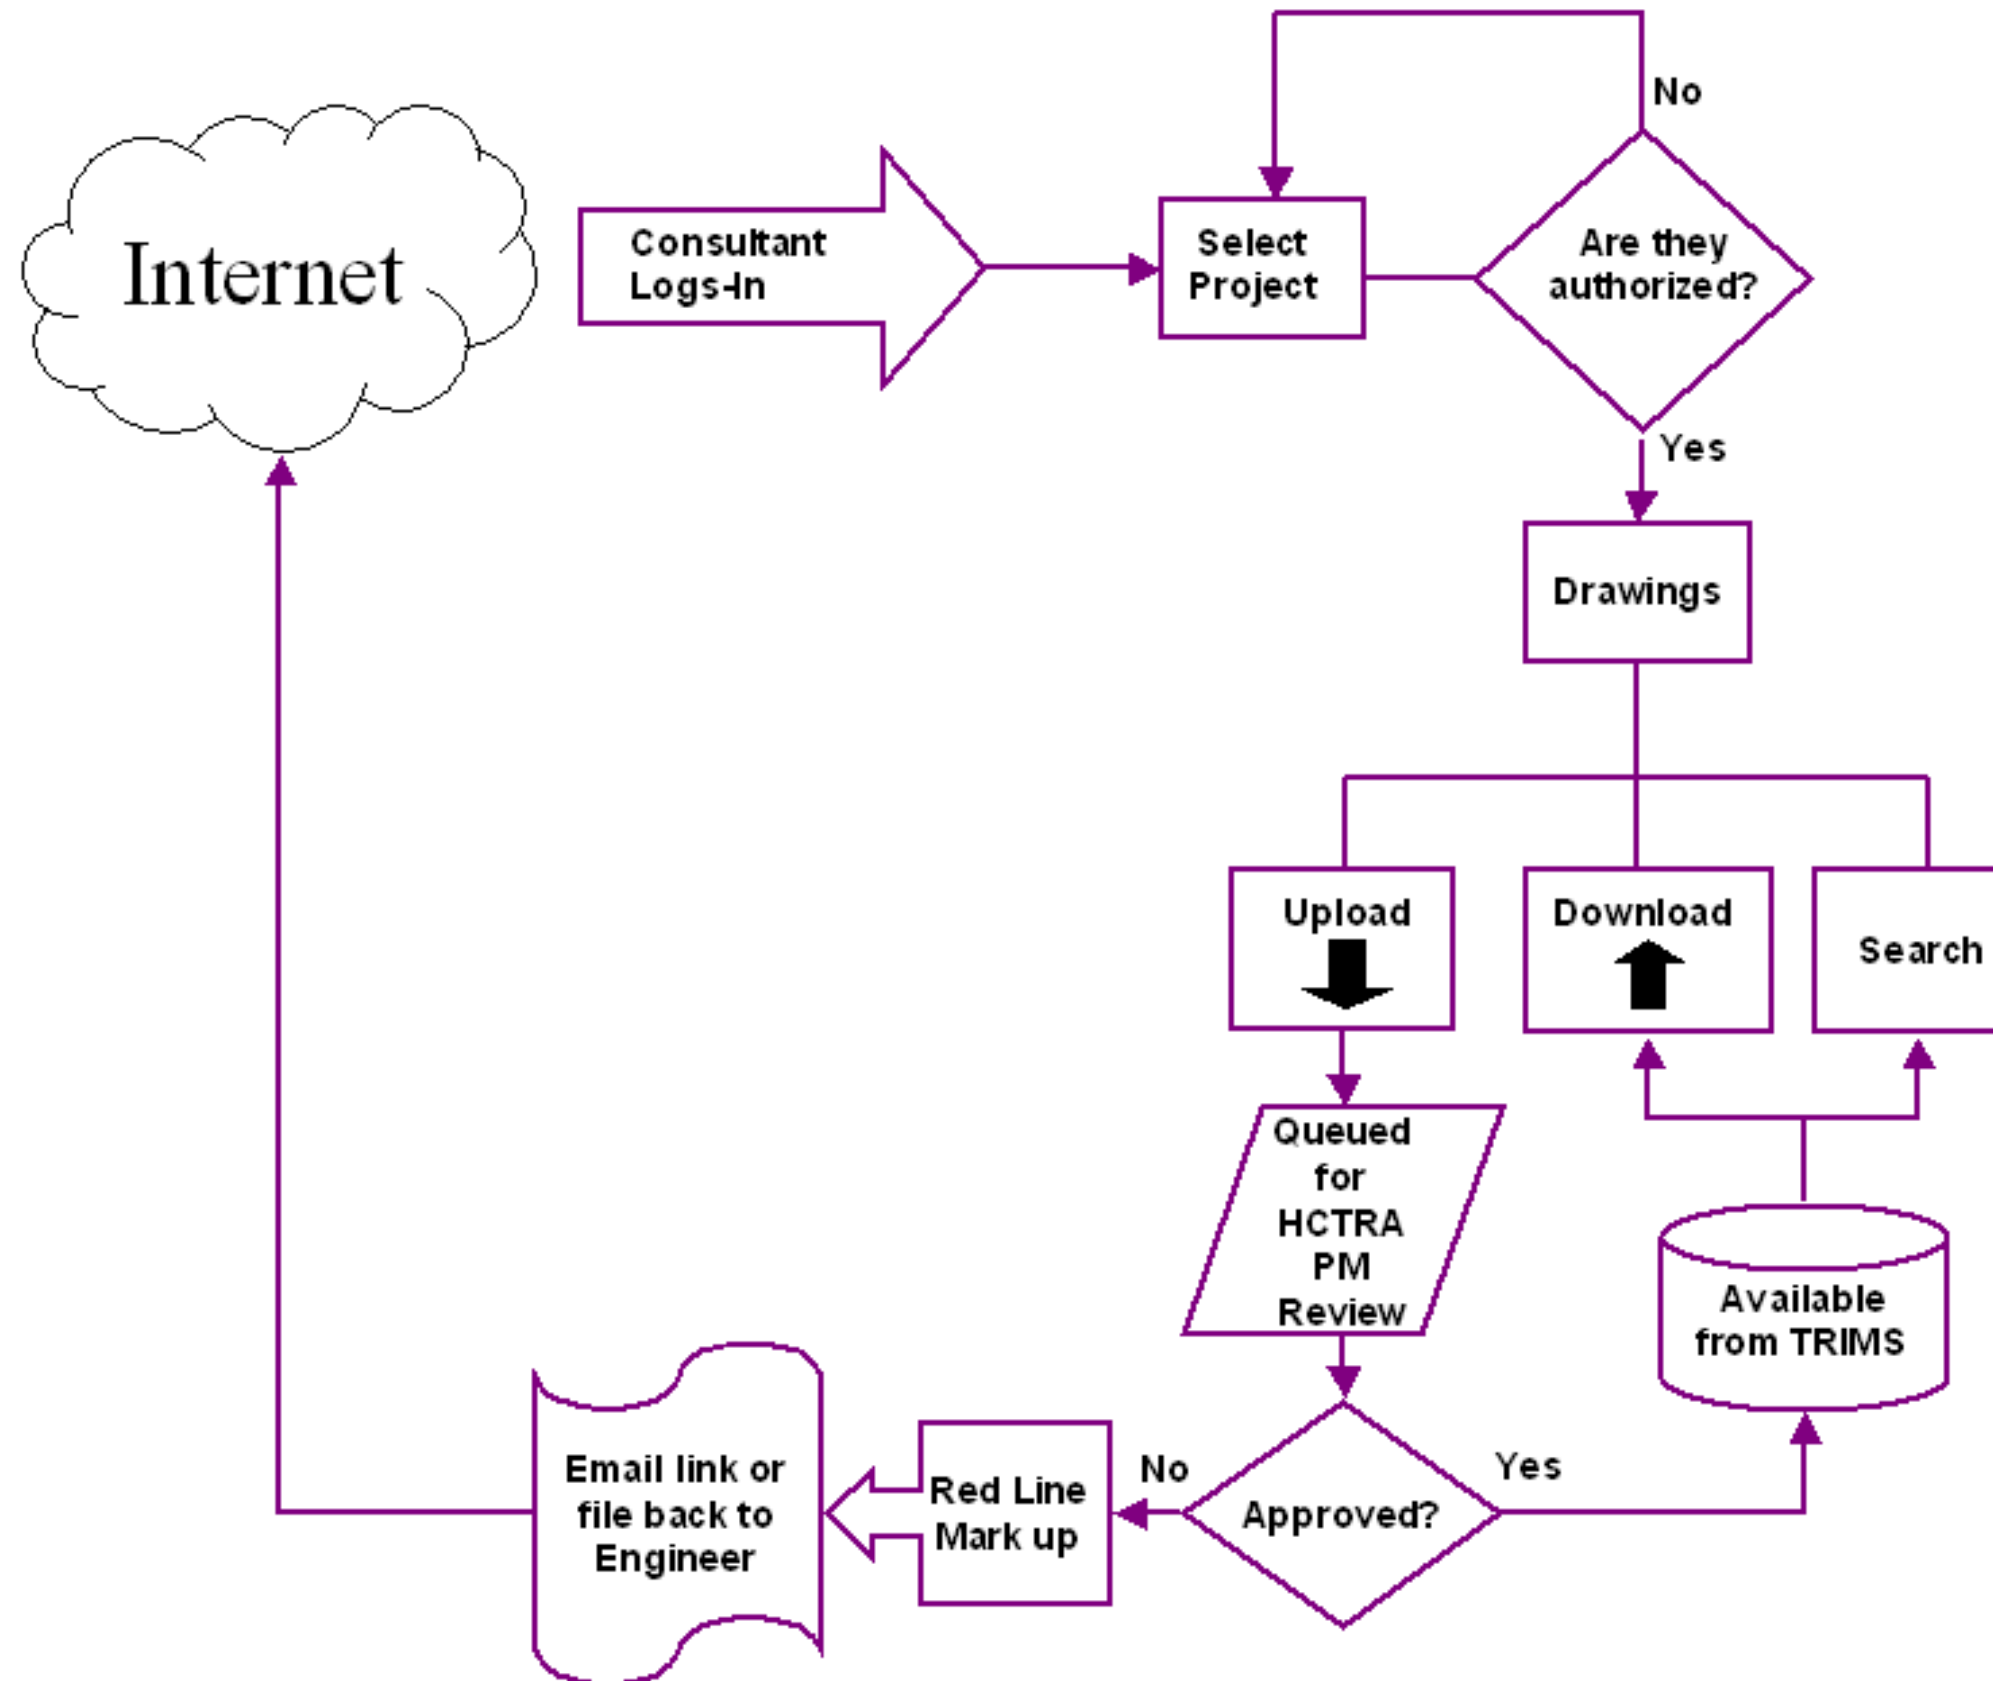 Internet
Consultant
Logs-In
Select
Project
No
Are they
authorized?
Yes
Drawings
Upload
Download
Search
Queued
for
HCTRA
PM
Review
Available
from TRIMS
Email link or
file back to
Engineer
Red Line
Mark up
No
Approved?
Yes